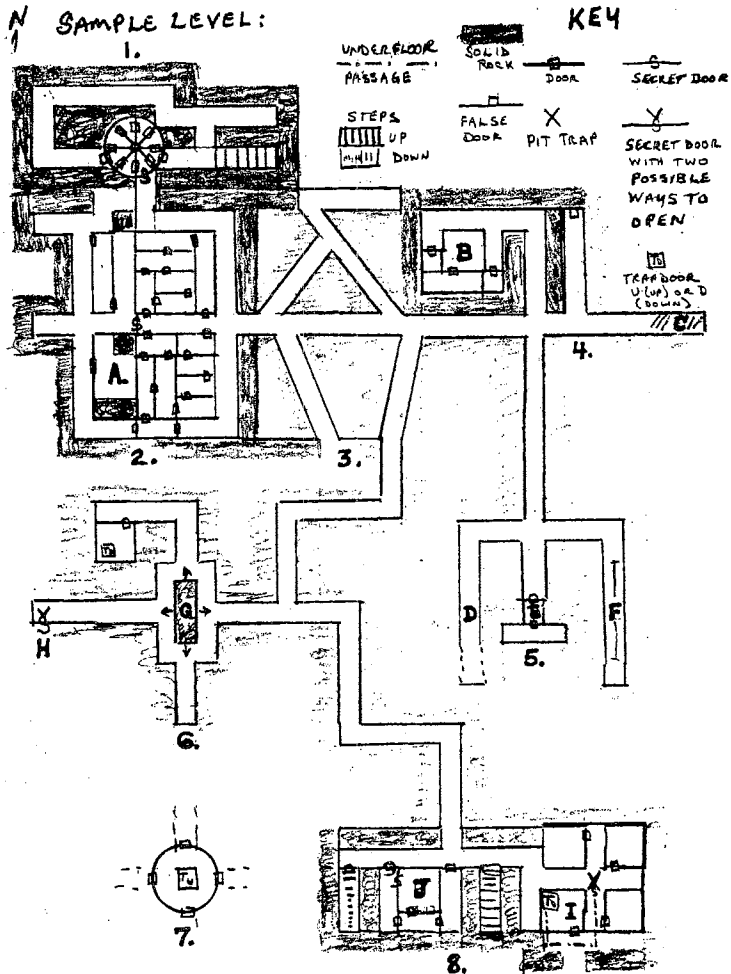 N
SAMPLE LEVEL:
KEY
1.
UNDERFLOOR
PASSAGE
SOLID
ROCK
DOOR
SECRET DOOR
STEPS
UP
DOWN
FALSE
DOOR
PIT TRAP
SECRET DOOR
WITH TWO
POSSIBLE
WAYS TO
OPEN
TRAPDOOR
U (UP) OR D
(DOWN)
S
B
S
C
4.
A.
2.
3.
G
D
F
5.
H
6.
7.
S
J
I
8.